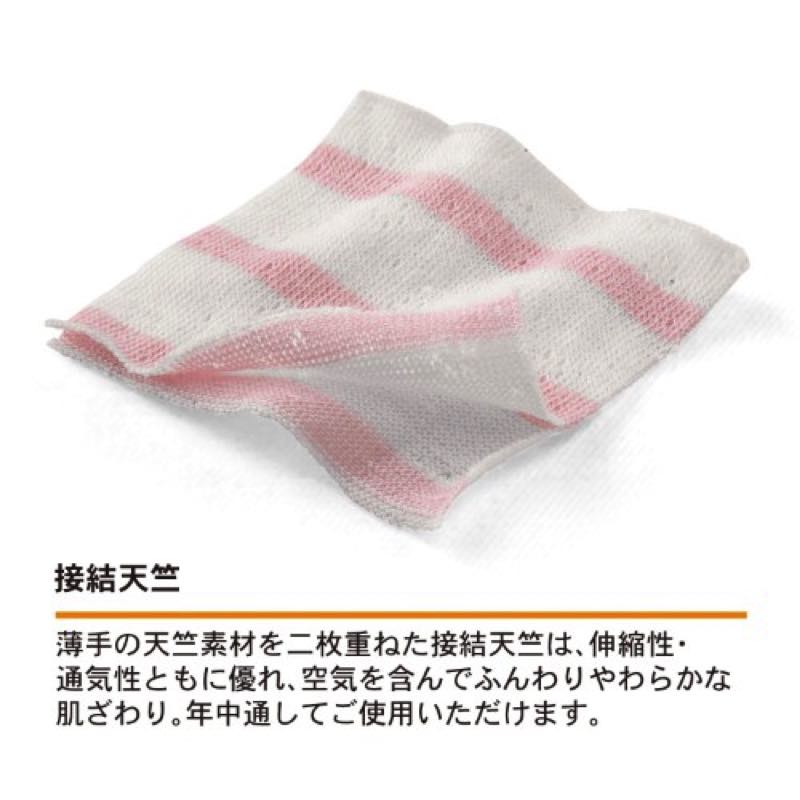 接結天竺
薄手の天竺素材を二枚重ねた接結天竺は、伸縮性・
通気性ともに優れ、空気を含んでふんわりやわらかな
肌ざわり。年中通してご使用いただけます。